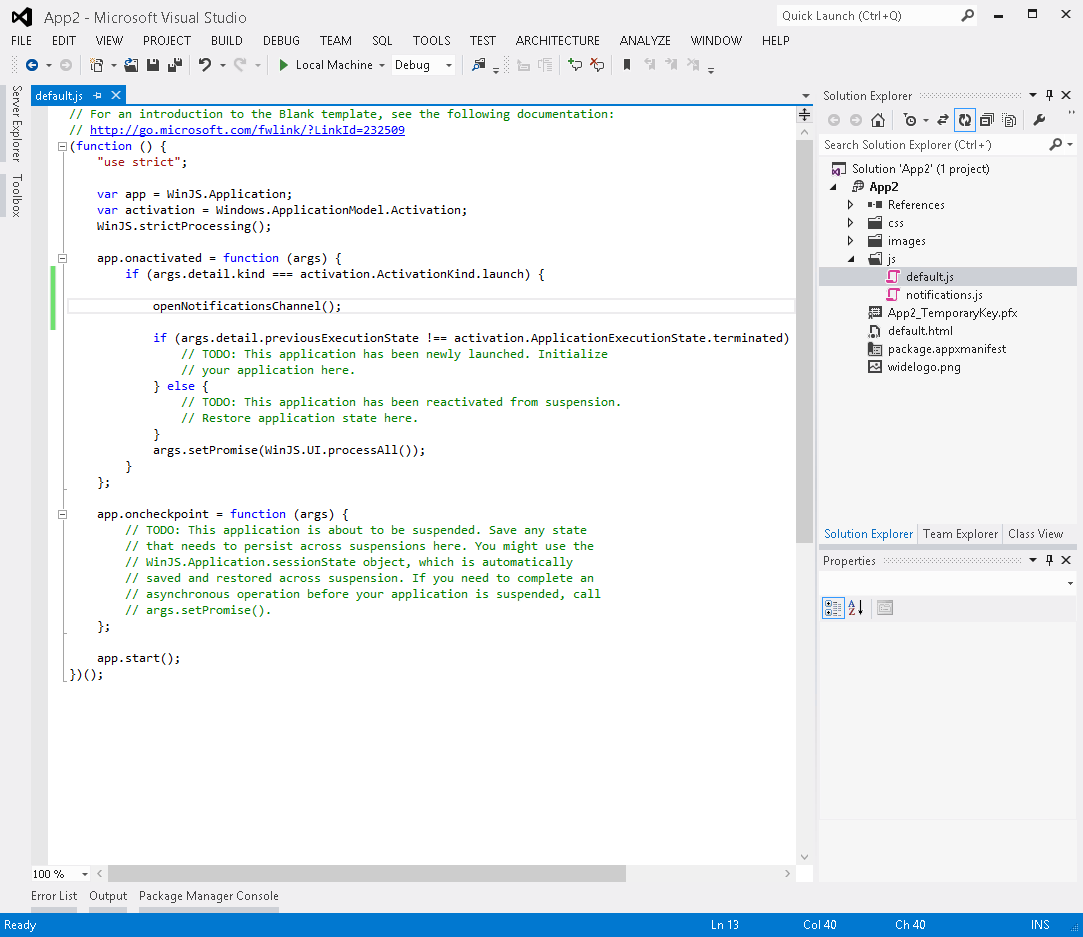 App2 - Microsoft Visual Studio
Quick Launch (Ctrl+Q)
FILE EDIT VIEW PROJECT BUILD DEBUG TEAM SQL TOOLS TEST ARCHITECTURE ANALYZE WINDOW HELP
Local Machine Debug
Server Explorer
Toolbox
default.js
// For an introduction to the Blank template, see the following documentation:
// http://go.microsoft.com/fwlink/?LinkId=232509
(function () {
"use strict";
var app = WinJS.Application;
var activation = Windows.ApplicationModel.Activation;
WinJS.strictProcessing();
app.onactivated = function (args) {
if (args.detail.kind === activation.ActivationKind.launch) {
openNotificationsChannel();
if (args.detail.previousExecutionState !== activation.ApplicationExecutionState.terminated)
// TODO: This application has been newly launched. Initialize
// your application here.
} else {
// TODO: This application has been reactivated from suspension.
// Restore application state here.
}
args.setPromise(WinJS.UI.processAll());
}
};
app.oncheckpoint = function (args) {
// TODO: This application is about to be suspended. Save any state
// that needs to persist across suspensions here. You might use the
// WinJS.Application.sessionState object, which is automatically
// saved and restored across suspension. If you need to complete an
// asynchronous operation before your application is suspended, call
// args.setPromise().
};
app.start();
})();
100 %
Solution Explorer
Search Solution Explorer (Ctrl+')
Solution 'App2' (1 project)
App2
References
css
images
js
default.js
notifications.js
App2_TemporaryKey.pfx
default.html
package.appxmanifest
widelogo.png
Solution Explorer Team Explorer Class View
Properties
Error List Output Package Manager Console
Ready Ln 13 Col 40 Ch 40 INS